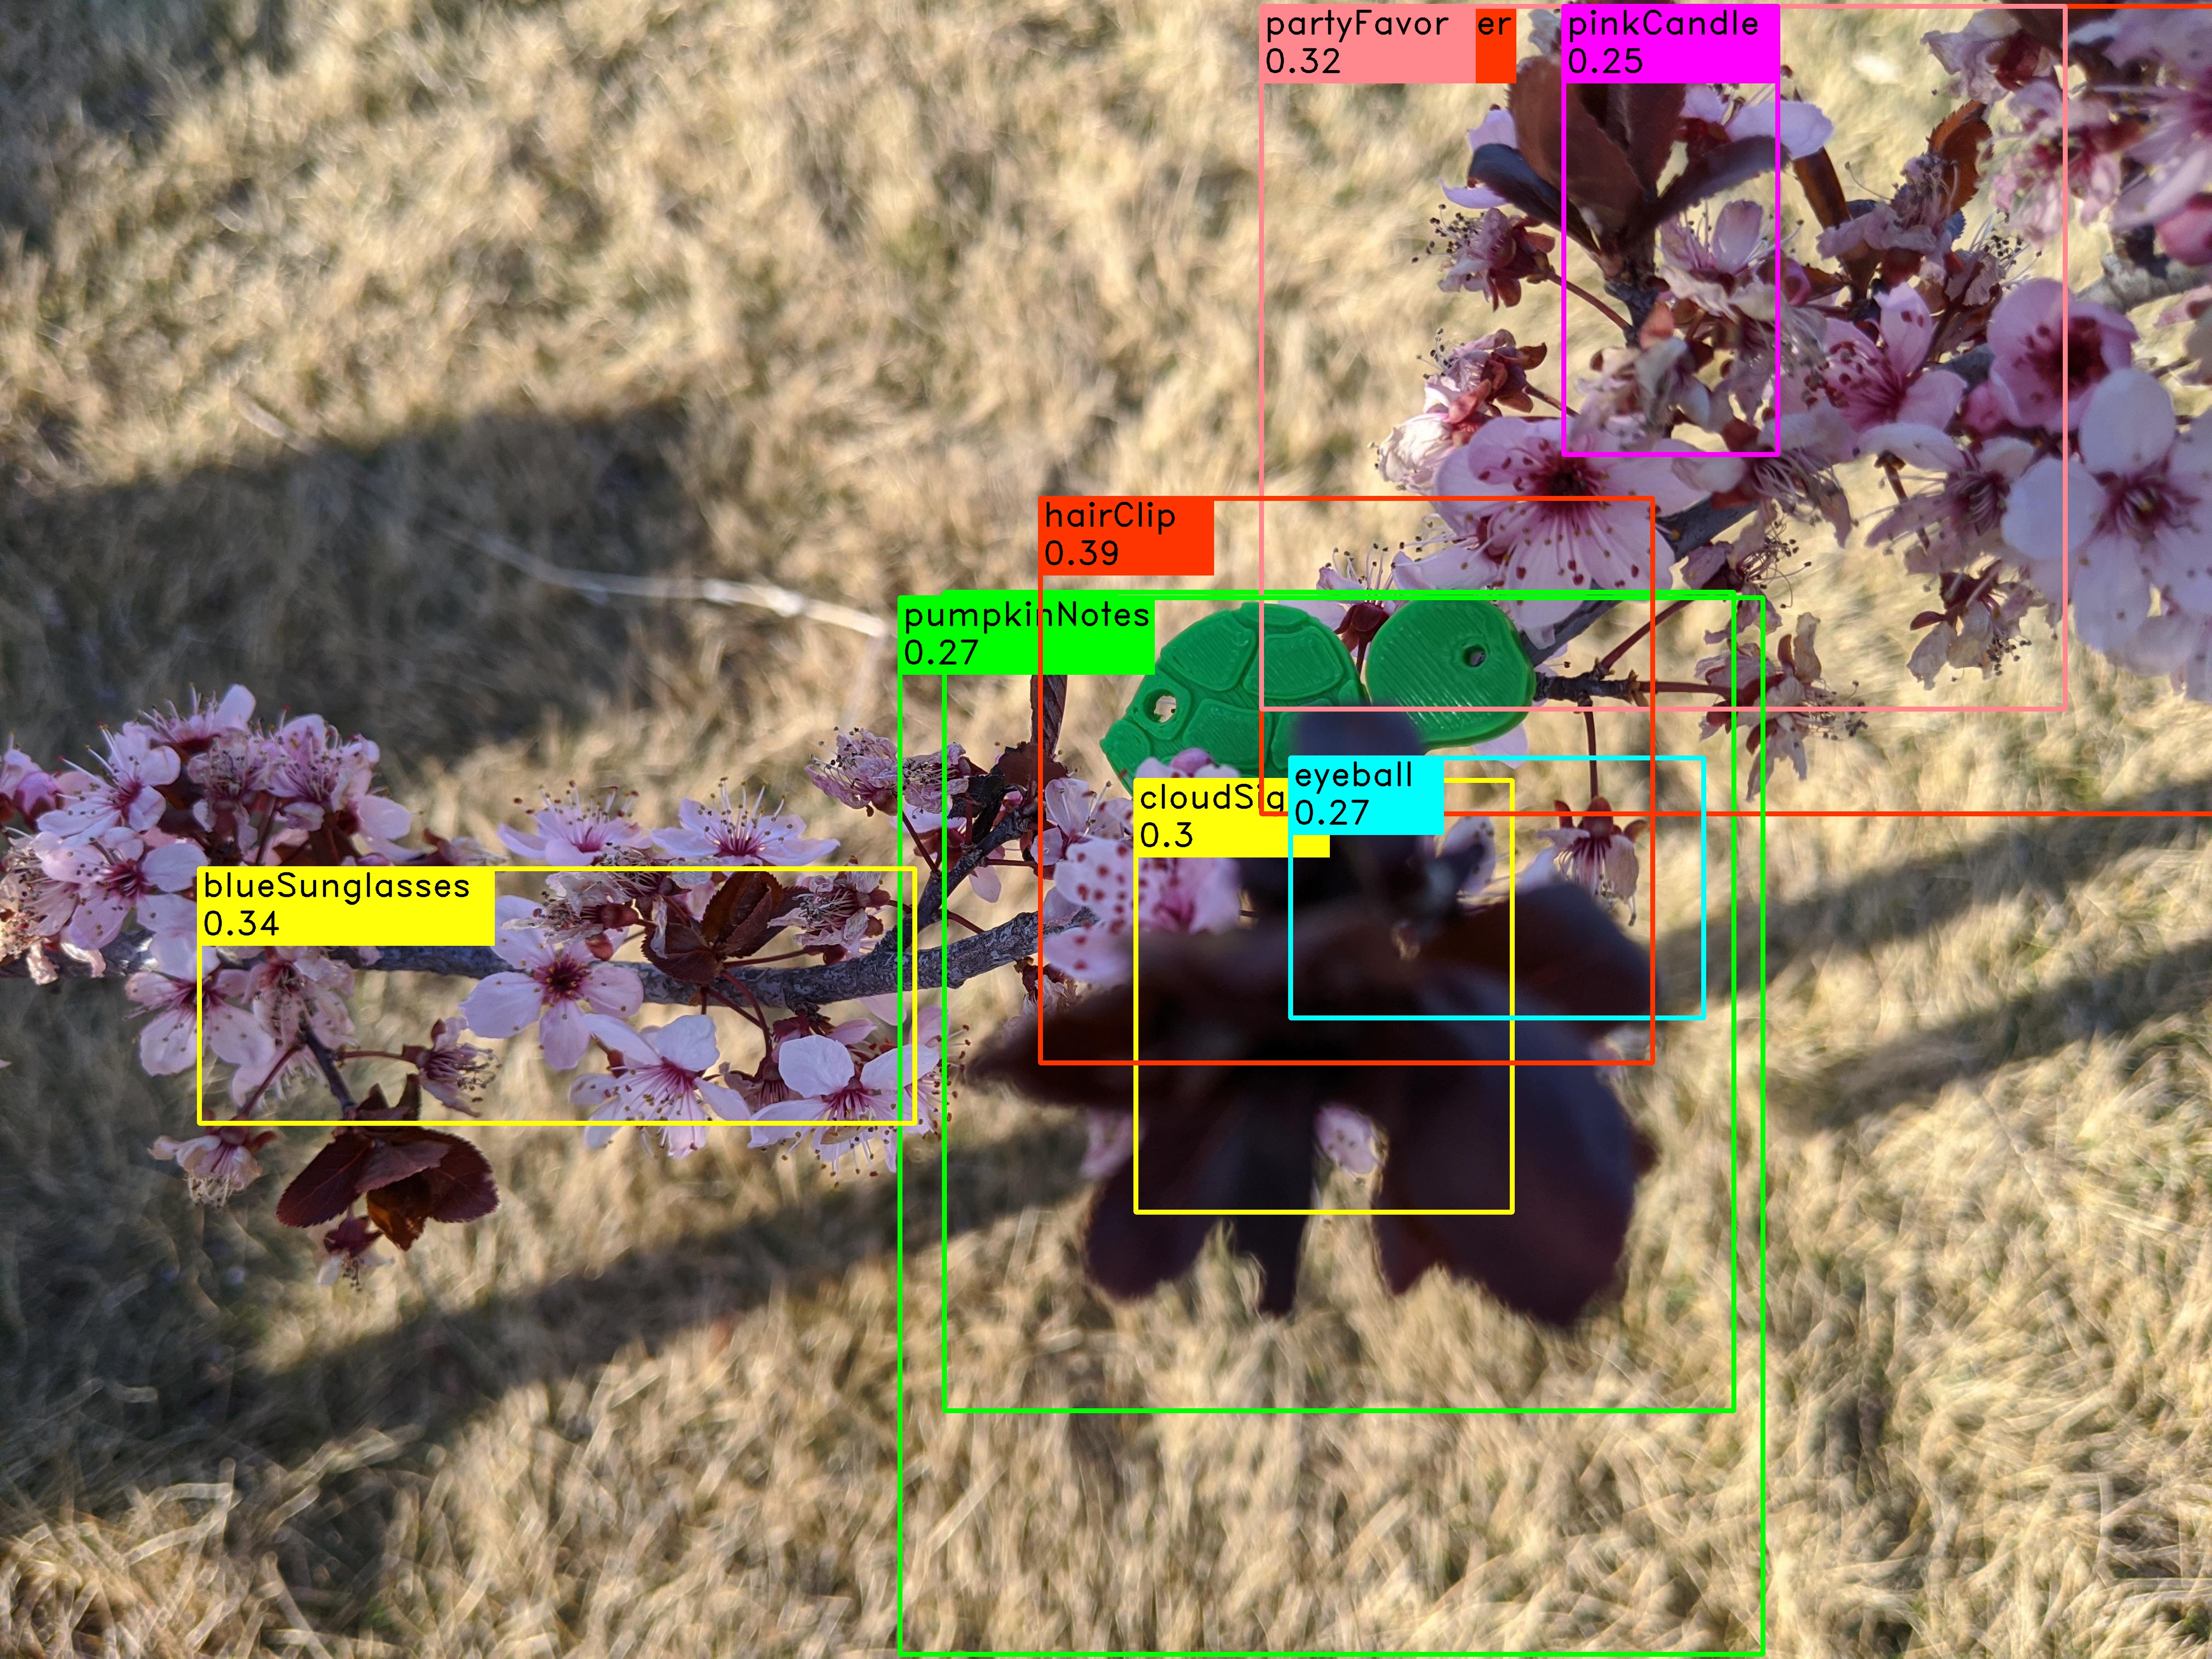 partyFavor er
0.32
pinkCandle
0.25
hairClip
0.39
pumpkinNotes
0.27
eyeball
0.27
cloudSig
0.3
blueSunglasses
0.34